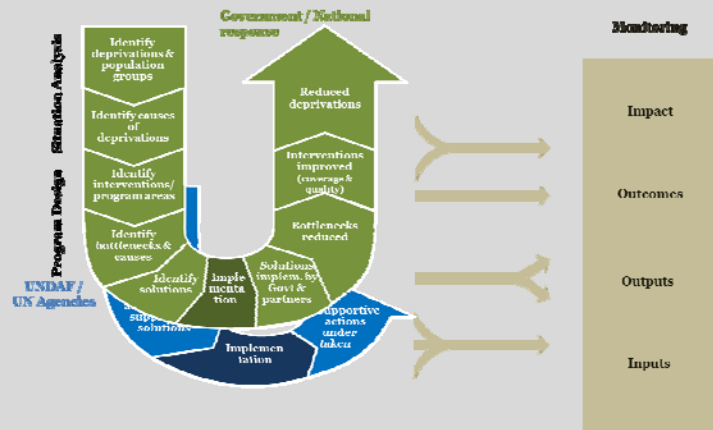 Government / National
response
Monitoring
Situation Analysis
Program Design
UNDAF /
UN Agencies
Identify
deprivations &
population
groups
Identify causes
of
deprivations
Identify
interventions/
program areas
Identify
bottlenecks &
causes
Identify
solutions
Imple
menta
tion
Solutions
implem. by
Govt &
partners
Bottlenecks
reduced
Interventions
improved
(coverage &
quality)
Reduced
deprivations
solutions
Implemen
tation
supportive
actions
under
taken
Impact
Outcomes
Outputs
Inputs